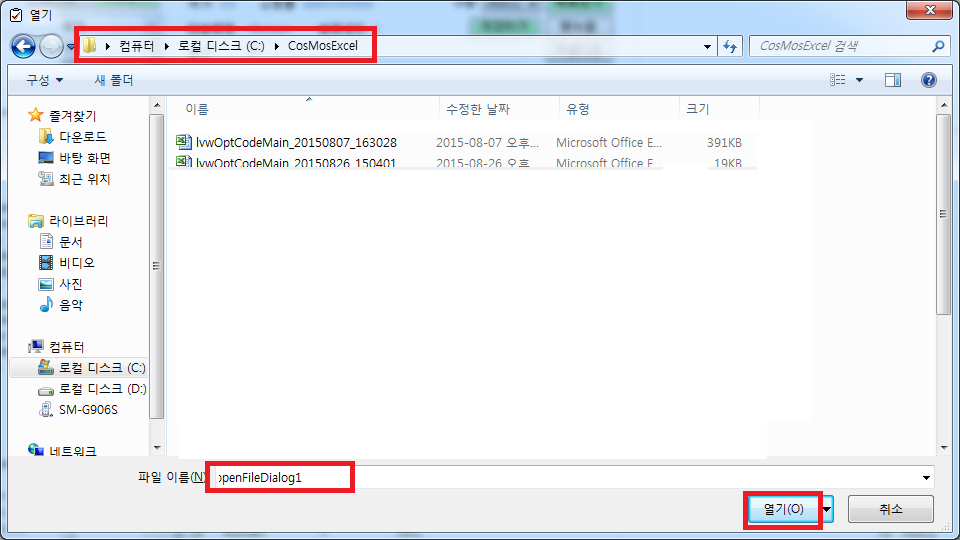 열기
컴퓨터 로컬 디스크 (C:) CosMosExcel
CosMosExcel 검색
구성 새 폴더
이름 수정한 날짜 유형 크기
즐겨찾기
다운로드
바탕 화면
최근 위치
라이브러리
문서
비디오
사진
음악
컴퓨터
로컬 디스크 (C:)
로컬 디스크 (D:)
SM-G906S
네트워크
lvwOptCodeMain_20150807_163028 2015-08-07 오후... Microsoft Office E... 391KB
lvwOptCodeMain_20150826_150401 2015-08-26 오후 Microsoft Office E... 19KB
파일 이름(N) openFileDialog1
열기(O) 취소